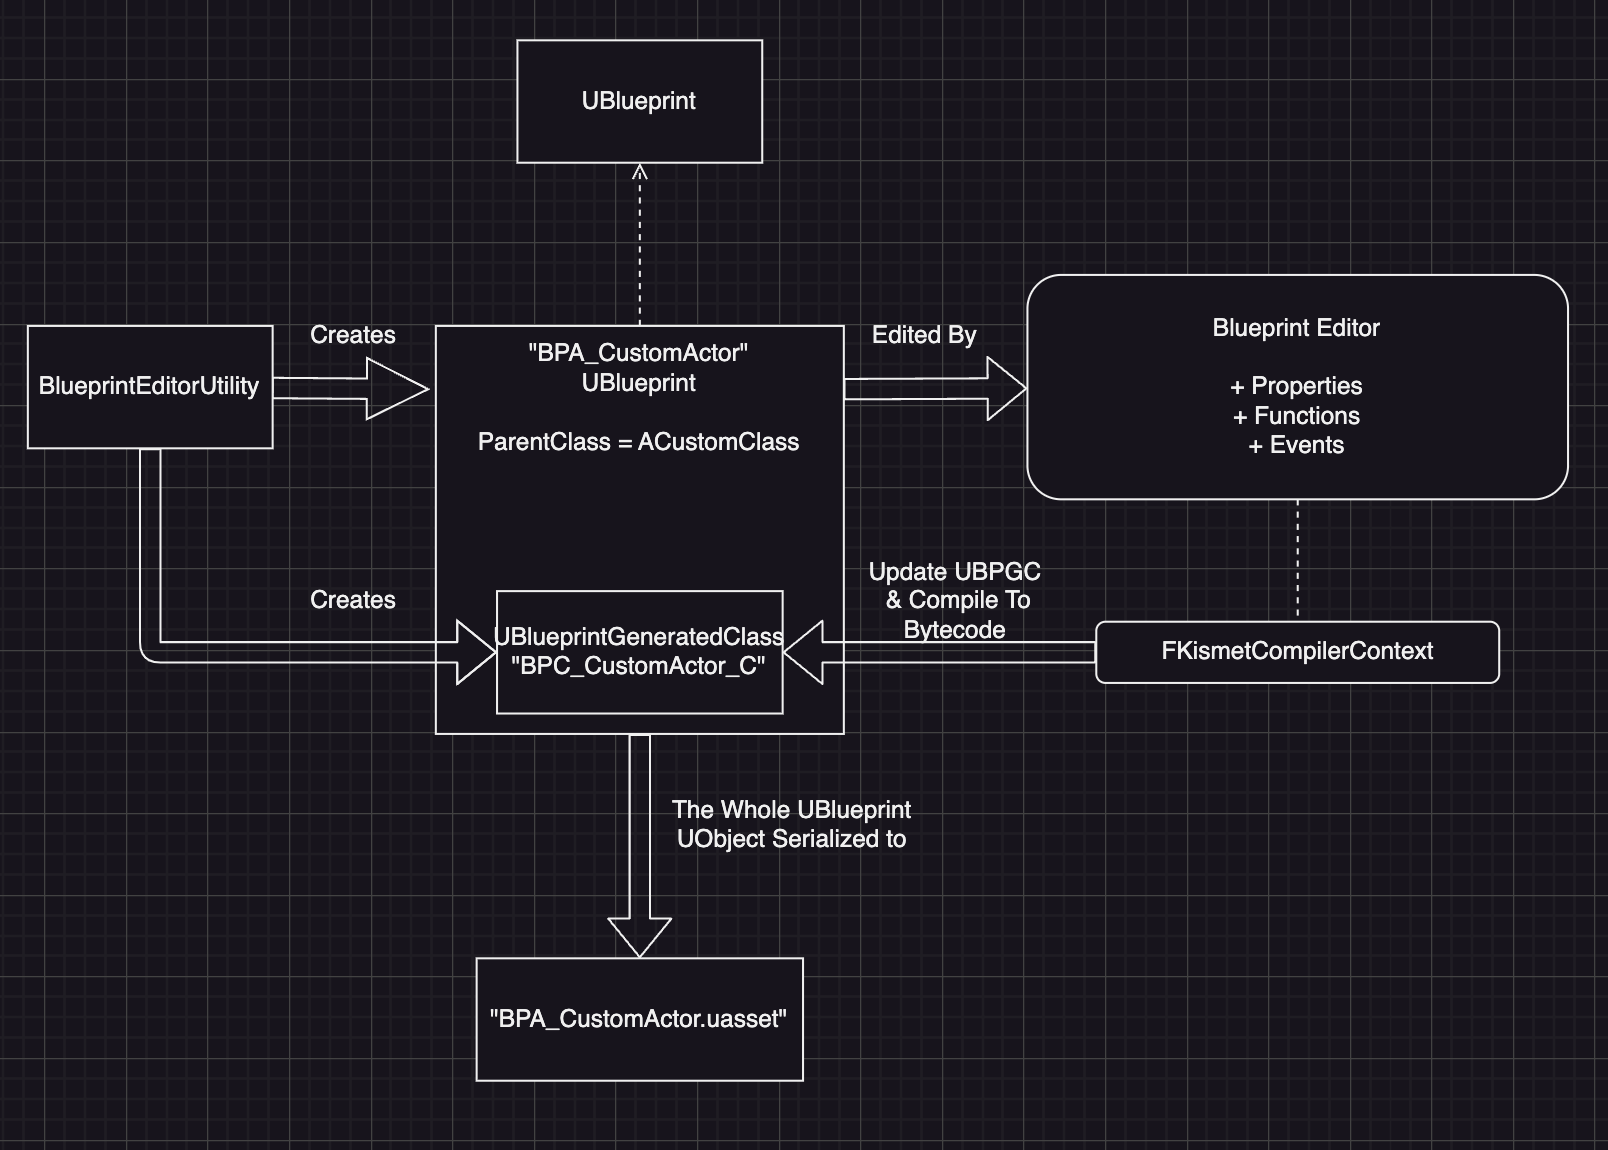 UBlueprint
BlueprintEditorUtility
Creates
"BPA_CustomActor"
UBlueprint
ParentClass = ACustomClass
Edited By
Blueprint Editor
+ Properties
+ Functions
+ Events
Creates
UBlueprintGeneratedClass
"BPC_CustomActor_C"
Update UBPGC
& Compile To
Bytecode
FKismetCompilerContext
The Whole UBlueprint
UObject Serialized to
"BPA_CustomActor.uasset"